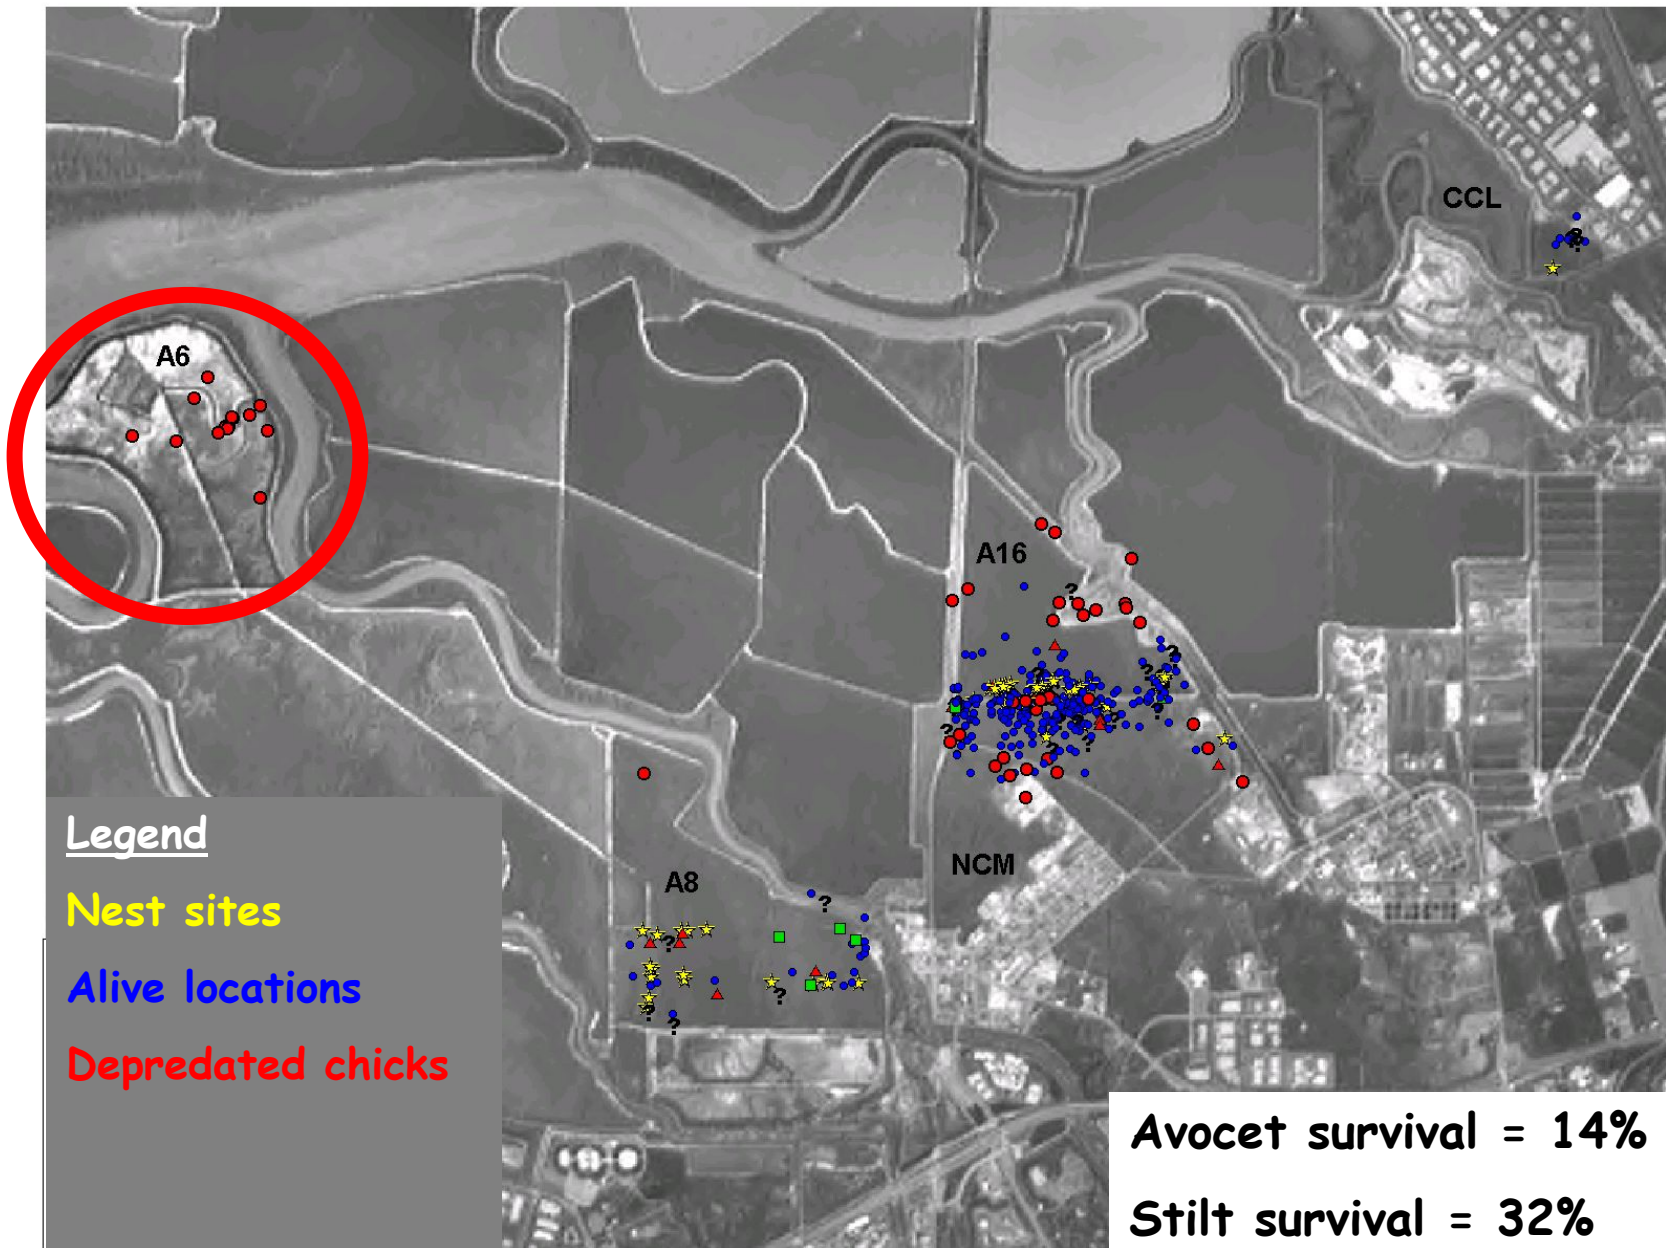 CCL
A6
A16
NCM
A8
Legend
Nest sites
Alive locations
Depredated chicks
Avocet survival = 14%
Stilt survival = 32%